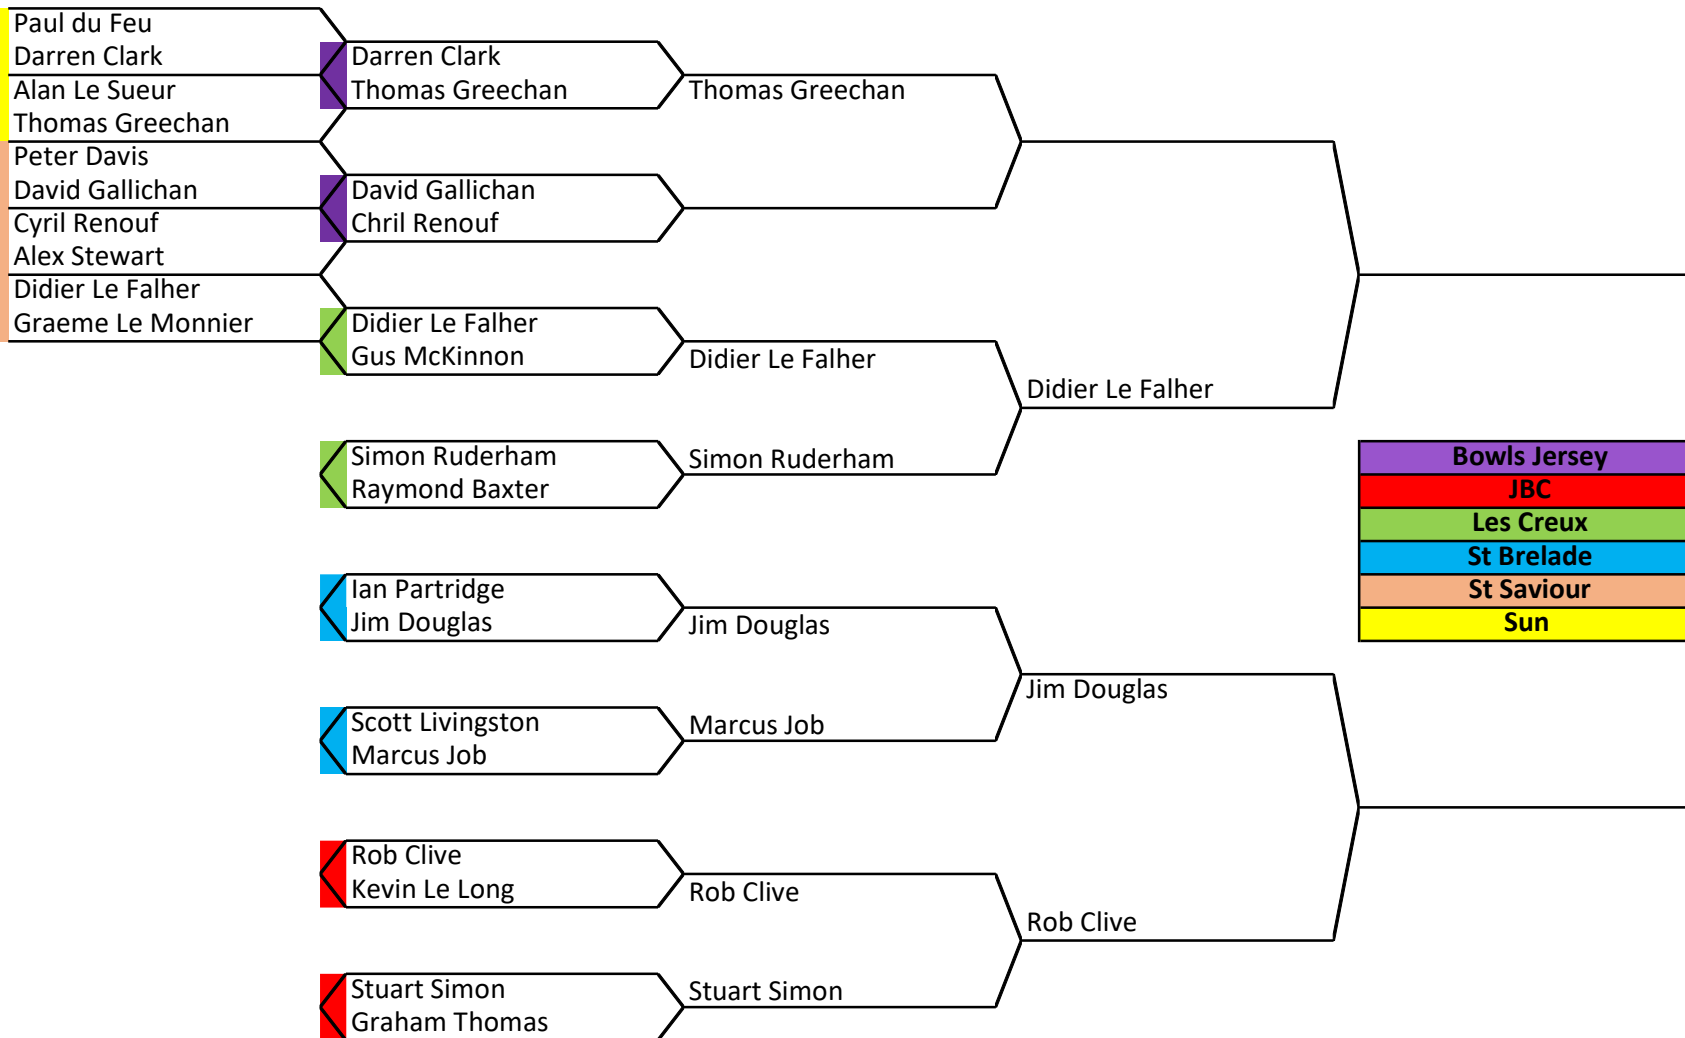 Paul du Feu
Darren Clark
Alan Le Sueur
Thomas Greechan
Peter Davis
David Gallichan
Cyril Renouf
Alex Stewart
Didier Le Falher
Graeme Le Monnier
Darren Clark
Thomas Greechan
David Gallichan
Chril Renouf
Didier Le Falher
Gus McKinnon
Simon Ruderham
Raymond Baxter
Ian Partridge
Jim Douglas
Scott Livingston
Marcus Job
Rob Clive
Kevin Le Long
Stuart Simon
Graham Thomas
Thomas Greechan
Didier Le Falher
Simon Ruderham
Jim Douglas
Marcus Job
Rob Clive
Stuart Simon
Didier Le Falher
Jim Douglas
Rob Clive
Bowls Jersey
JBC
Les Creux
St Brelade
St Saviour
Sun